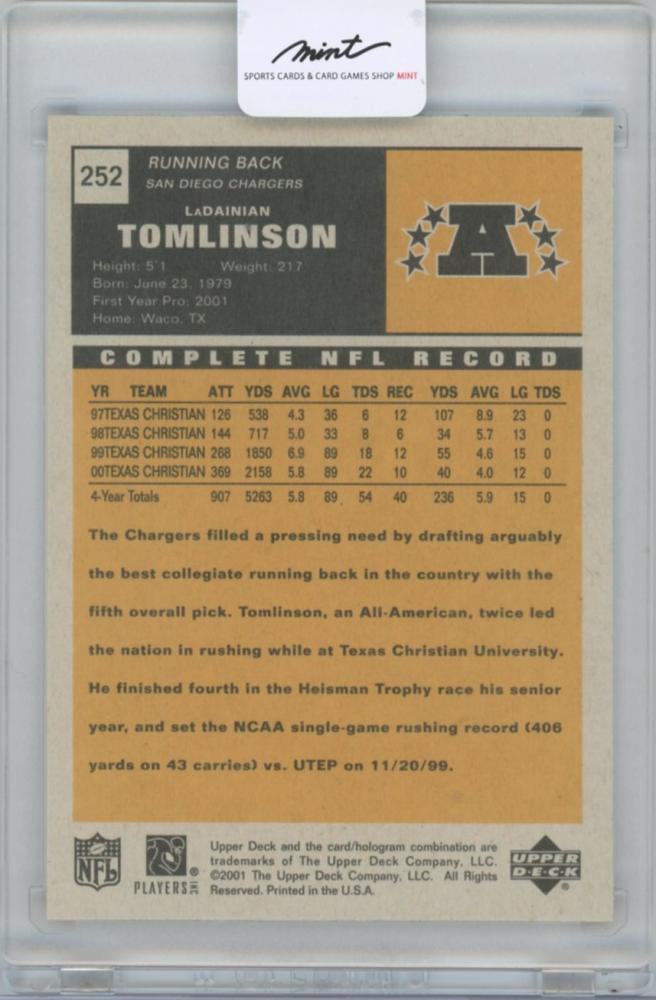 mint
SPORTS CARDS & CARD GAMES SHOP MINT
252
RUNNING BACK
SAN DIEGO CHARGERS
LaDAINIAN
TOMLINSON
Height: 5'1 Weight: 217
Born: June 23, 1979
First Year Pro: 2001
Home: Waco, TX
A
COMPLETE NFL RECORD
YR TEAM ATT YDS AVG LG TDS REC YDS AVG LG TDS
97TEXAS CHRISTIAN 126 538 4.3 36 6 12 107 8.9 23 0
98TEXAS CHRISTIAN 144 717 5.0 33 8 6 34 5.7 13 0
99TEXAS CHRISTIAN 268 1850 6.9 89 18 12 55 4.6 15 0
00TEXAS CHRISTIAN 369 2158 5.8 89 22 10 40 4.0 12 0
4-Year Totals 907 5263 5.8 89 54 40 236 5.9 15 0
The Chargers filled a pressing need by drafting arguably
the best collegiate running back in the country with the
fifth overall pick. Tomlinson, an All-American, twice led
the nation in rushing while at Texas Christian University.
He finished fourth in the Heisman Trophy race his senior
year, and set the NCAA single-game rushing record (406
yards on 43 carries) vs. UTEP on 11/20/99.
NFL
PLAYERS INC ®
Upper Deck and the card/hologram combination are
trademarks of The Upper Deck Company, LLC.
©2001 The Upper Deck Company, LLC. All Rights
Reserved. Printed in the U.S.A.
UPPER
D·E·C·K
®